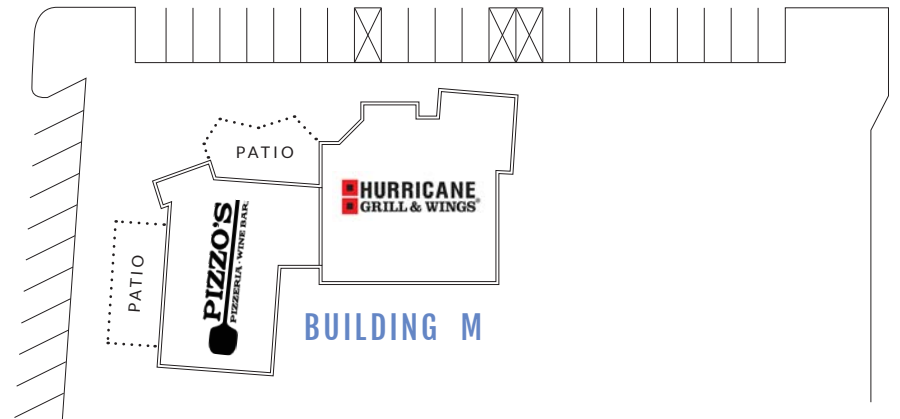 PATIO
HURRICANE
GRILL & WINGS®
PATIO
PIZZO'S
PIZZERIA · WINE BAR
BUILDING M